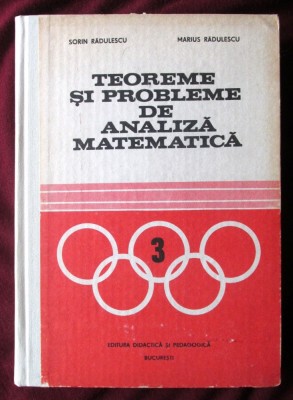 SORIN RĂDULESCU MARIUS RĂDULESCU
TEOREME
ȘI PROBLEME
DE
ANALIZĂ
MATEMATICĂ
3
EDITURA DIDACTICĂ ȘI PEDAGOGICĂ
BUCUREȘTI